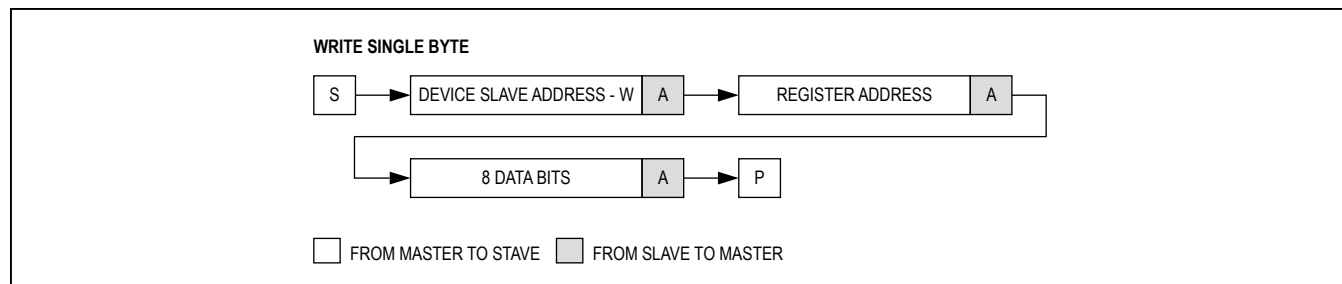 WRITE SINGLE BYTE
S DEVICE SLAVE ADDRESS - W A REGISTER ADDRESS A
8 DATA BITS A P
FROM MASTER TO STAVE FROM SLAVE TO MASTER